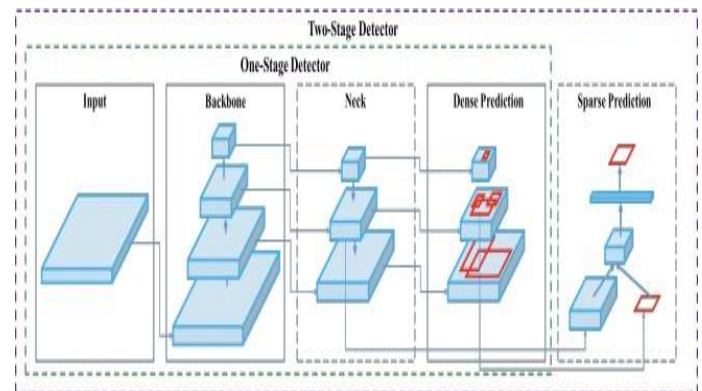 Two-Stage Detector
One-Stage Detector
Input
Backbone
Neck
Dense Prediction
Sparse Prediction